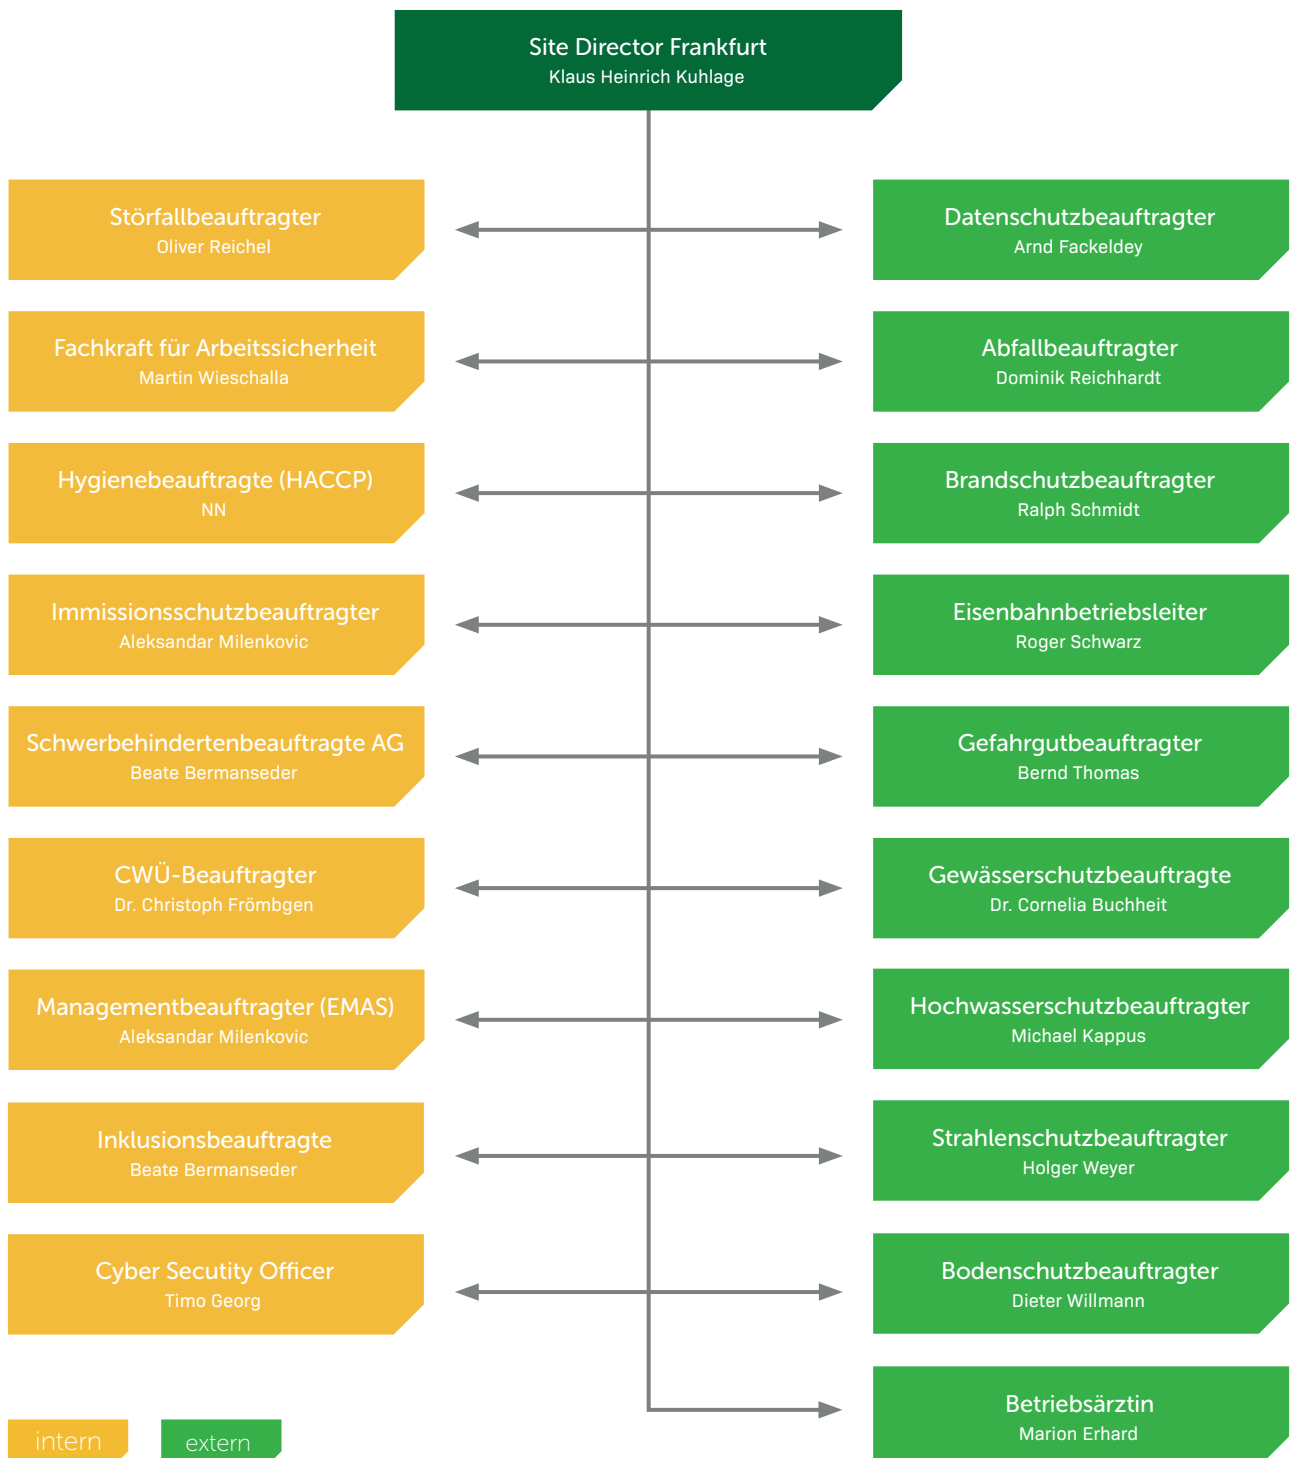 Site Director Frankfurt
Klaus Heinrich Kuhlage
Störfallbeauftragter
Oliver Reichel
Datenschutzbeauftragter
Arnd Fackeldey
Fachkraft für Arbeitssicherheit
Martin Wieschalla
Abfallbeauftragter
Dominik Reichhardt
Hygienebeauftragte (HACCP)
NN
Brandschutzbeauftragter
Ralph Schmidt
Immissionsschutzbeauftragter
Aleksandar Milenkovic
Eisenbahnbetriebsleiter
Roger Schwarz
Schwerbehindertenbeauftragte AG
Beate Bermanseder
Gefahrgutbeauftragter
Bernd Thomas
CWÜ-Beauftragter
Dr. Christoph Frömbgen
Gewässerschutzbeauftragte
Dr. Cornelia Buchheit
Managementbeauftragter (EMAS)
Aleksandar Milenkovic
Hochwasserschutzbeauftragter
Michael Kappus
Inklusionsbeauftragte
Beate Bermanseder
Strahlenschutzbeauftragter
Holger Weyer
Cyber Secutity Officer
Timo Georg
Bodenschutzbeauftragter
Dieter Willmann
Betriebsärztin
Marion Erhard
intern
extern